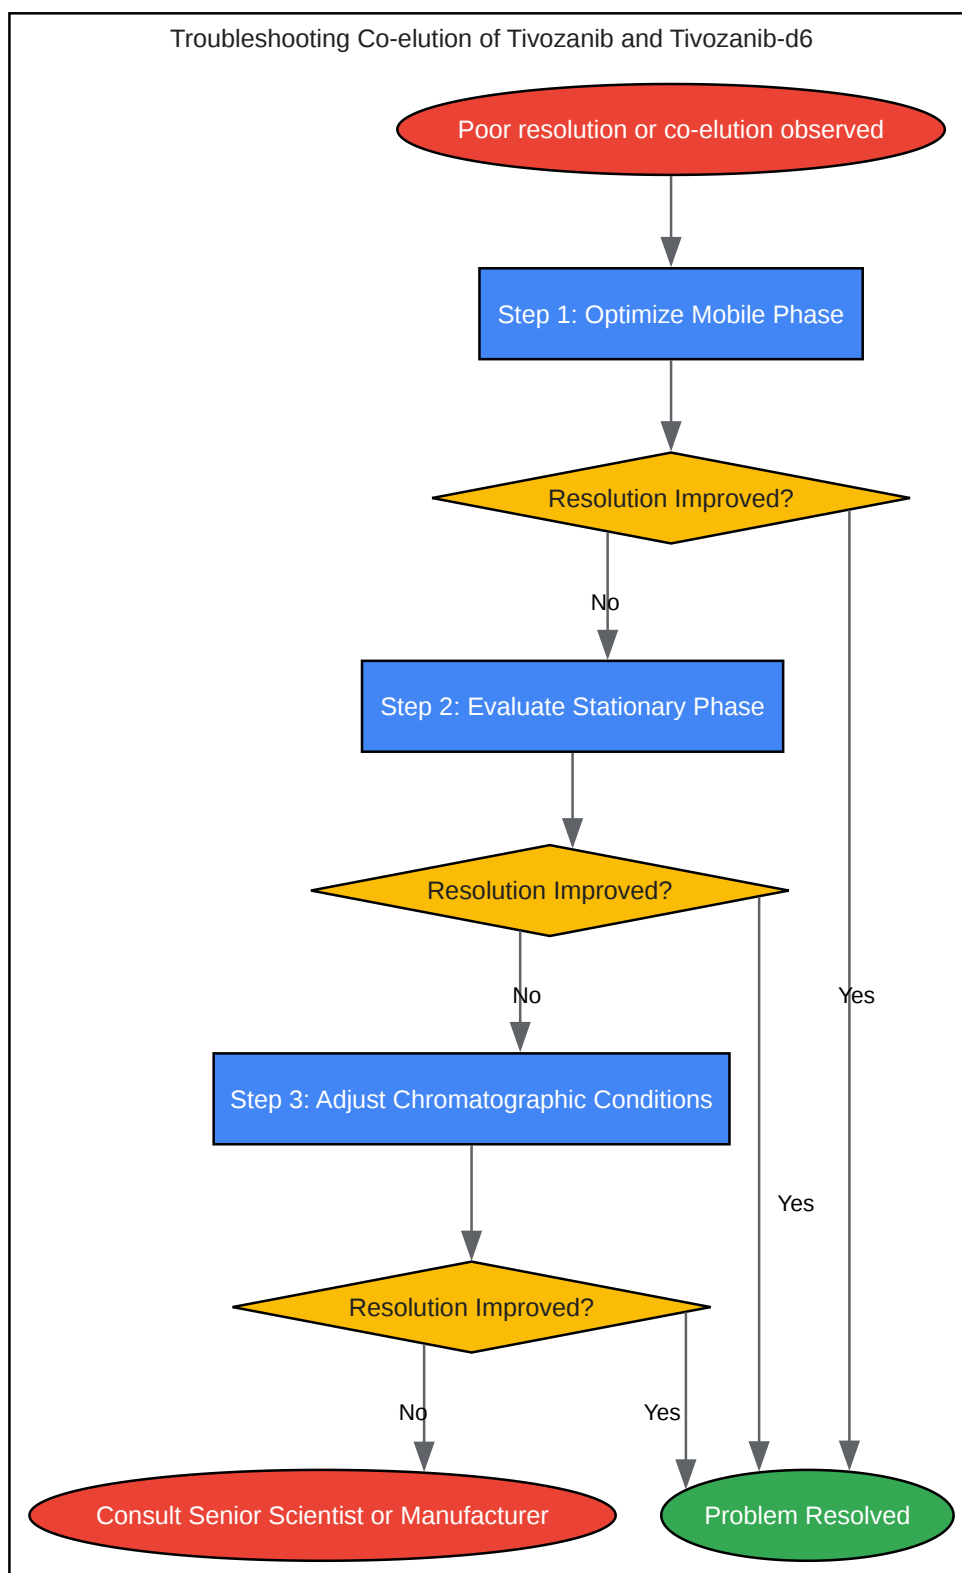 Troubleshooting Co-elution of Tivozanib and Tivozanib-d6
Poor resolution or co-elution observed
Step 1: Optimize Mobile Phase
Resolution Improved?
No
Step 2: Evaluate Stationary Phase
Resolution Improved?
No
Yes
Step 3: Adjust Chromatographic Conditions
Yes
Resolution Improved?
No
Yes
Consult Senior Scientist or Manufacturer
Problem Resolved